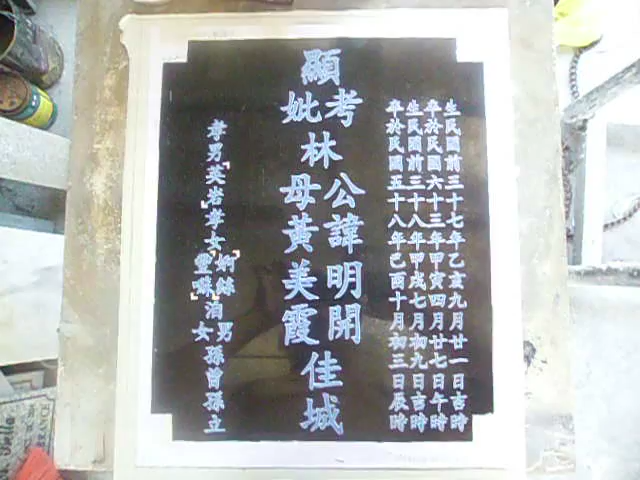 生民國前三十七年乙亥九月廿一日吉時
卒於民國六十三年甲寅四月廿七日午時
生民國前三十八年甲戌七月初九日吉時
卒於民國五十八年己酉十月初三日辰時
顯
考
妣
林
公諱明開
母黃美霞
佳城
孝男英岩孝女
洎男
女孫曾孫立